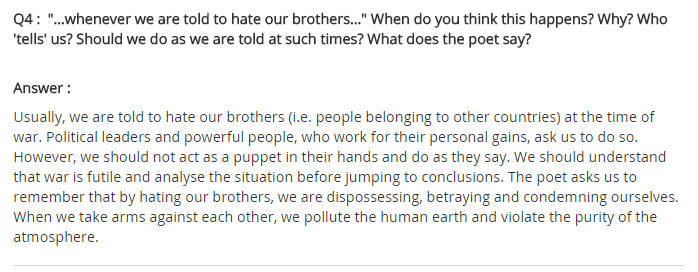 Q4 : "...whenever we are told to hate our brothers..." When do you think this happens? Why? Who
'tells' us? Should we do as we are told at such times? What does the poet say?
Answer :
Usually, we are told to hate our brothers (i.e. people belonging to other countries) at the time of
war. Political leaders and powerful people, who work for their personal gains, ask us to do so.
However, we should not act as a puppet in their hands and do as they say. We should understand
that war is futile and analyse the situation before jumping to conclusions. The poet asks us to
remember that by hating our brothers, we are dispossessing, betraying and condemning ourselves.
When we take arms against each other, we pollute the human earth and violate the purity of the
atmosphere.